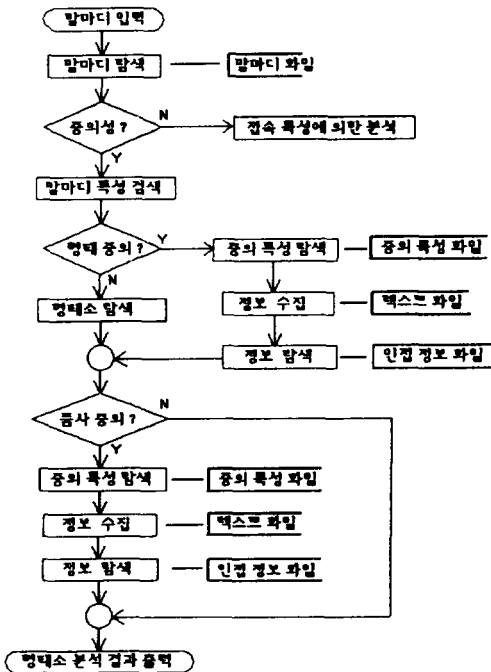 말마디 입력
말마디 탐색 말마디 화일
중의성 ? N 접속 특성에 의한 분석
Y
말마디 특성 검색
형태 중의 ? Y 중의 특성 탐색 중의 특성 화일
N
형태소 탐색 정보 수집 텍스트 화일
정보 탐색 인접 정보 화일
품사 중의 ? N
Y
중의 특성 탐색 중의 특성 화일
정보 수집 텍스트 화일
정보 탐색 인접 정보 화일
형태소 분석 결과 출력